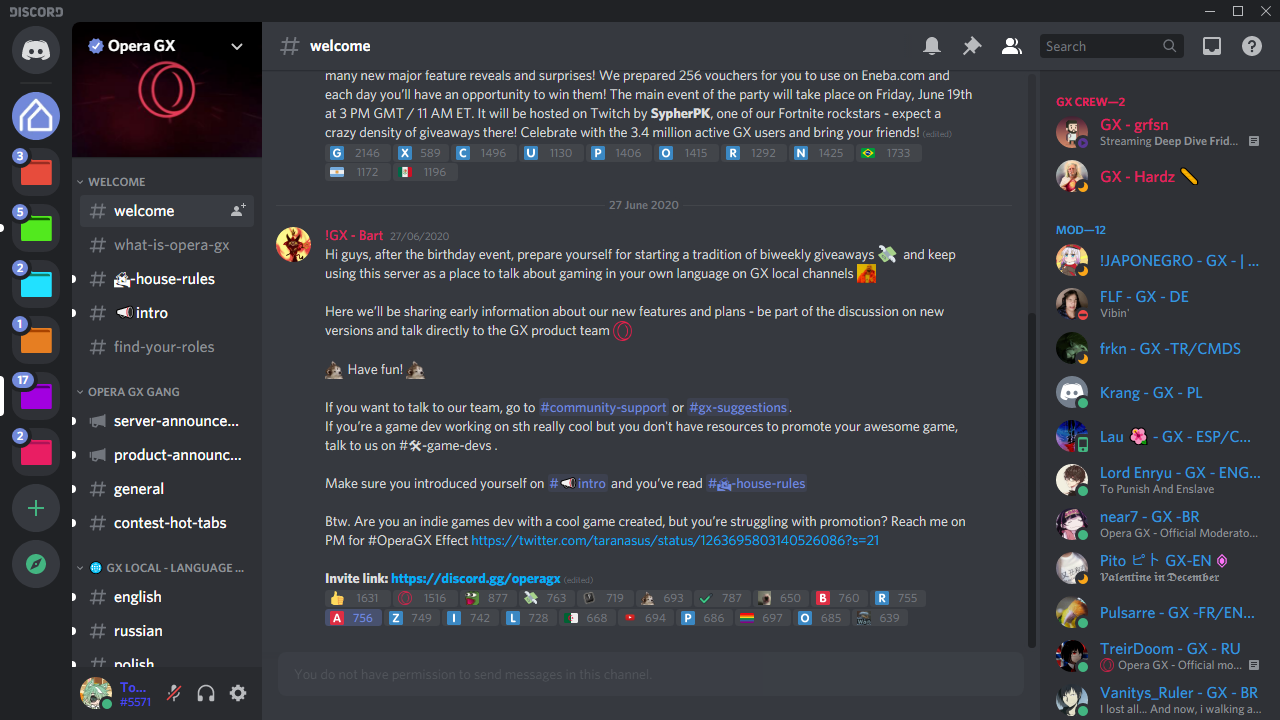 DISCORD
Opera GX
3
5
2
1
17
2
WELCOME
welcome
what-is-opera-gx
-house-rules
intro
find-your-roles
OPERA GX GANG
server-announce...
product-announc...
general
contest-hot-tabs
GX LOCAL - LANGUAGE ...
english
russian
polish
To...
#5571
welcome
Search
many new major feature reveals and surprises! We prepared 256 vouchers for you to use on Eneba.com and
each day you'll have an opportunity to win them! The main event of the party will take place on Friday, June 19th
at 3 PM GMT / 11 AM ET. It will be hosted on Twitch by SypherPK, one of our Fortnite rockstars - expect a
crazy density of giveaways there! Celebrate with the 3.4 million active GX users and bring your friends! (edited)
G 2146 X 589 C 1496 U 1130 P 1406 O 1415 R 1292 N 1425 1733
1172 1196
27 June 2020
!GX - Bart 27/06/2020
Hi guys, after the birthday event, prepare yourself for starting a tradition of biweekly giveaways 💸 and keep
using this server as a place to talk about gaming in your own language on GX local channels
Here we'll be sharing early information about our new features and plans - be part of the discussion on new
versions and talk directly to the GX product team
Have fun!
If you want to talk to our team, go to #community-support or #gx-suggestions.
If you're a game dev working on sth really cool but you don't have resources to promote your awesome game,
talk to us on #🛠-game-devs .
Make sure you introduced yourself on #📢intro and you've read #-house-rules
Btw. Are you an indie games dev with a cool game created, but you're struggling with promotion? Reach me on
PM for #OperaGX Effect https://twitter.com/taranasus/status/1263695803140526086?s=21
Invite link: https://discord.gg/operagx (edited)
1631 1516 877 763 719 693 787 650 B 760 R 755
A 756 Z 749 I 742 L 728 668 694 P 686 697 O 685 639
You do not have permission to send messages in this channel.
GX CREW—2
GX - grfsn
Streaming Deep Dive Frid...
GX - Hardz
MOD—12
!JAPONEGRO - GX - | ...
FLF - GX - DE
Vibin'
frkn - GX -TR/CMDS
Krang - GX - PL
Lau 🌺 - GX - ESP/C...
Lord Enryu - GX - ENG...
To Punish And Enslave
near7 - GX -BR
Opera GX - Official Moderato...
Pito ピト GX-EN
𝖁𝖆𝖑𝖊𝖓𝖙𝖎𝖓𝖊 𝖎𝖓 𝕯𝖊𝖈𝖊𝖒𝖇𝖊𝖗
Pulsarre - GX -FR/EN...
TreirDoom - GX - RU
Opera GX - Official mo...
Vanitys_Ruler - GX - BR
I lost all... And now, i walking a...